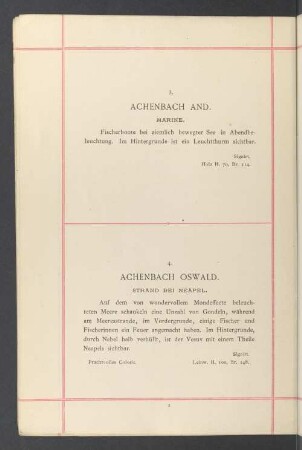 3.
ACHENBACH AND.
MARINE.
Fischerboote bei ziemlich bewegter See in Abendbe-
leuchtung. Im Hintergrunde ist ein Leuchtthurm sichtbar.
Signirt.
Holz H. 79, Br. 114.
4.
ACHENBACH OSWALD.
STRAND BEI NEAPEL.
Auf dem von wundervollem Mondeffecte beleuch-
teten Meere schaukeln eine Unzahl von Gondeln, während
am Meeresstrande, im Vordergrunde, einige Fischer und
Fischerinnen ein Feuer angemacht haben. Im Hintergrunde,
durch Nebel halb verhüllt, ist der Vesuv mit einem Theile
Neapels sichtbar.
Signirt.
Prachtvolles Leinw. H. 100, Br. 148.